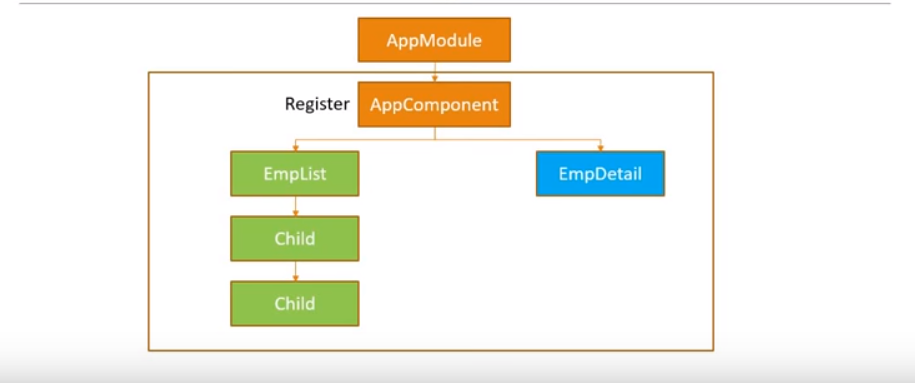 AppModule
Register
AppComponent
EmpList
EmpDetail
Child
Child